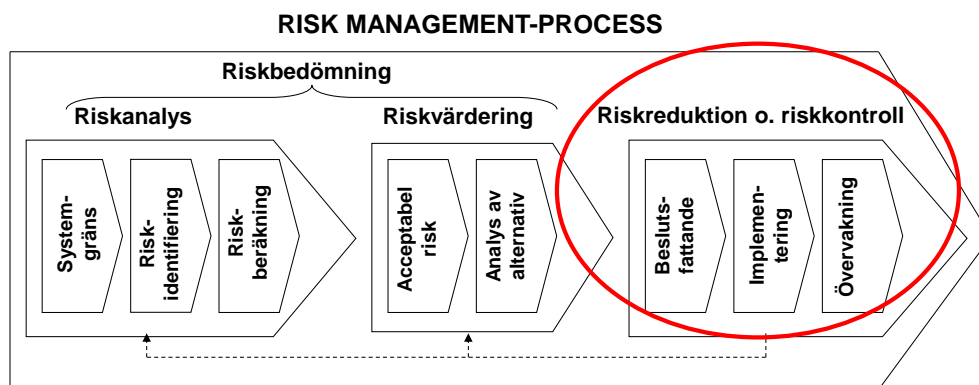 RISK MANAGEMENT-PROCESS
Riskbedömning
Riskanalys
Riskvärdering
Riskreduktion o. riskkontroll
System-
gräns
Risk-
identifiering
Risk-
beräkning
Acceptabel
risk
Analys av
alternativ
Besluts-
fattande
Implemen-
tering
Övervakning